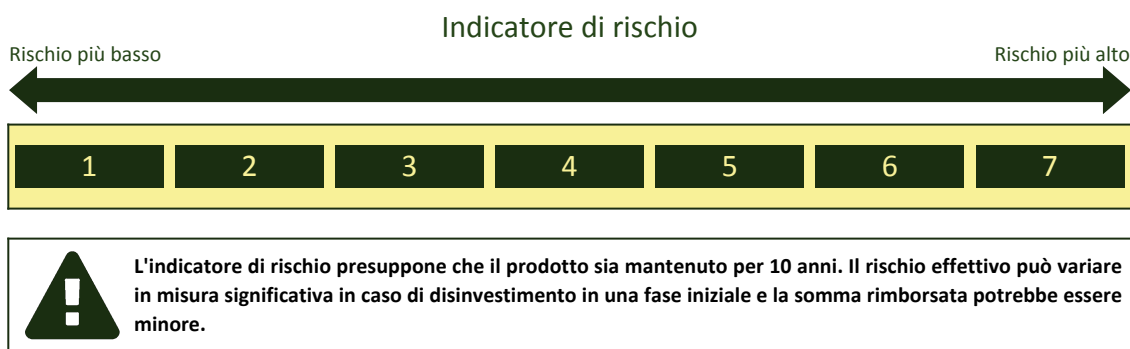 Indicatore di rischio
Rischio più basso
Rischio più alto
1 2 3 4 5 6 7
L'indicatore di rischio presuppone che il prodotto sia mantenuto per 10 anni. Il rischio effettivo può variare
in misura significativa in caso di disinvestimento in una fase iniziale e la somma rimborsata potrebbe essere
minore.